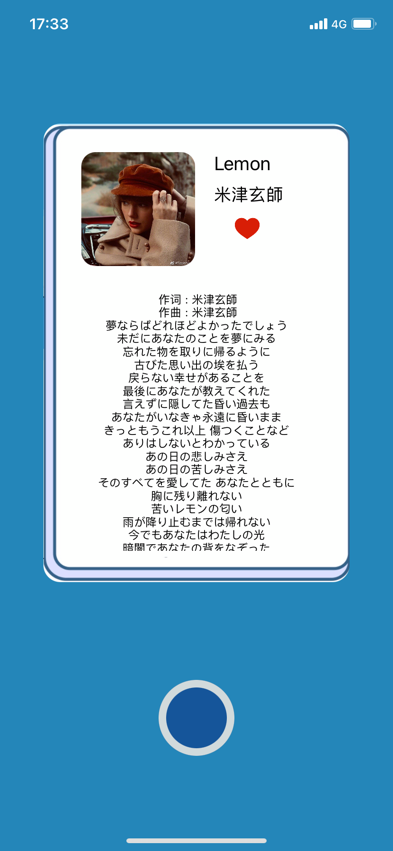 17:33
4G
Lemon
米津玄師
作词 : 米津玄師
作曲 : 米津玄師
夢ならばどれほどよかったでしょう
未だにあなたのことを夢にみる
忘れた物を取りに帰るように
古びた思い出の埃を払う
戻らない幸せがあることを
最後にあなたが教えてくれた
言えずに隠してた昏い過去も
あなたがいなきゃ永遠に昏いまま
きっともうこれ以上 傷つくことなど
ありはしないとわかっている
あの日の悲しみさえ
あの日の苦しみさえ
そのすべてを愛してた あなたとともに
胸に残り離れない
苦いレモンの匂い
雨が降り止むまでは帰れない
今でもあなたはわたしの光
暗闇であなたの背をなぞった